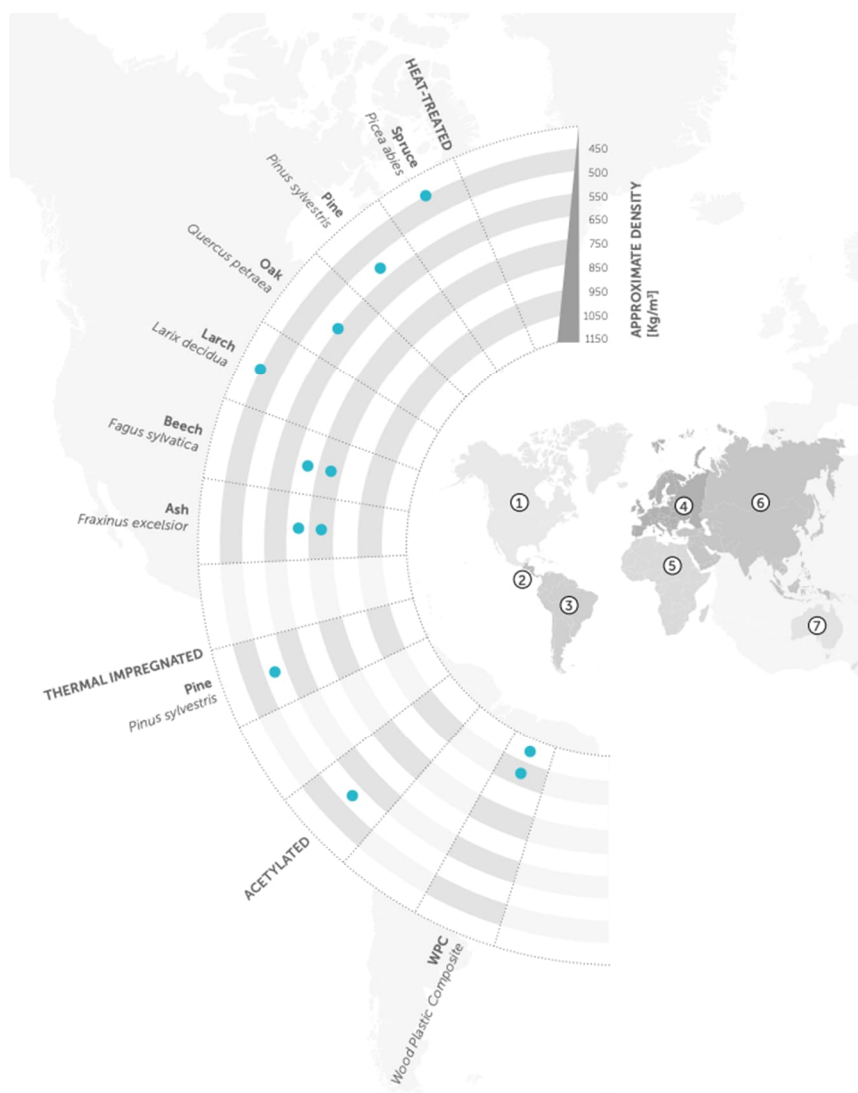 HEAT-TREATED
Spruce
Picea abies
Pine
Pinus sylvestris
Oak
Quercus petraea
Larch
Larix decidua
Beech
Fagus sylvatica
Ash
Fraxinus excelsior
THERMAL IMPREGNATED
Pine
Pinus sylvestris
ACETYLATED
WPC
Wood Plastic Composite
450
500
550
650
750
850
950
1050
1150
APPROXIMATE DENSITY
[Kg/m³]
1
2
3
4
5
6
7